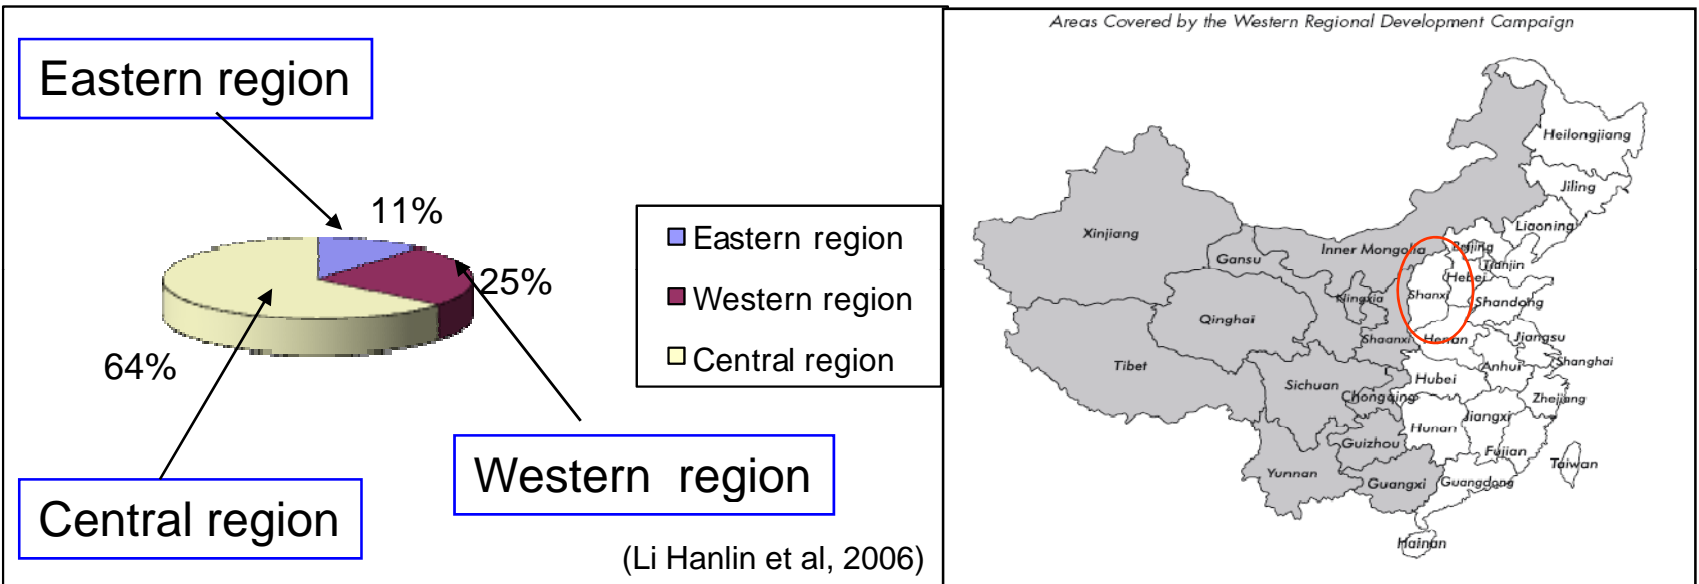 Eastern region
11%
25%
64%
Eastern region
Western region
Central region
Western region
Central region
(Li Hanlin et al, 2006)
Areas Covered by the Western Regional Development Campaign
Heilongjiang
Jiling
Liaoning
Xinjiang
Inner Mongolia
Beijing
Gansu
Tianjin
Hebei
Ningxia
Shanxi
Shandong
Qinghai
Shaanxi
Henan
Jiangsu
Tibet
Anhui
Shanghai
Sichuan
Hubei
Chongqing
Zhejiang
Jiangxi
Hunan
Guizhou
Fujian
Taiwan
Yunnan
Guangxi
Guangdong
Hainan